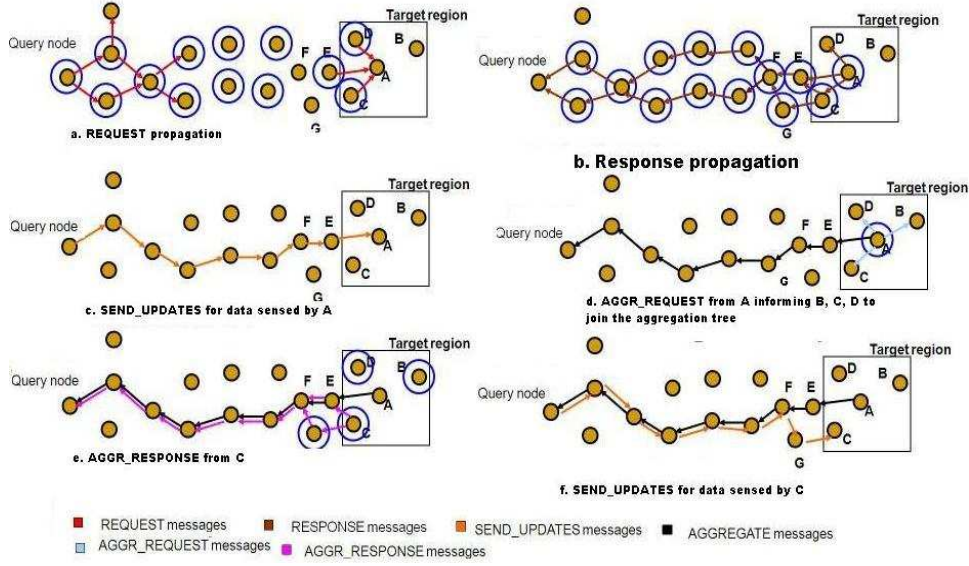 Target region
Query node
D
B
F
E
A
C
G
a. REQUEST propagation
Target region
Query node
D
B
F
E
A
C
G
b. Response propagation
Target region
Query node
D
B
F
E
A
C
G
c. SEND_UPDATES for data sensed by A
Target region
Query node
D
B
F
E
A
C
G
d. AGGR_REQUEST from A informing B, C, D to
join the aggregation tree
Target region
Query node
D
B
F
E
A
C
e. AGGR_RESPONSE from C
Target region
Query node
D
B
F
E
A
C
G
f. SEND_UPDATES for data sensed by C
REQUEST messages
RESPONSE messages
SEND_UPDATES messages
AGGREGATE messages
AGGR_REQUEST messages
AGGR_RESPONSE messages